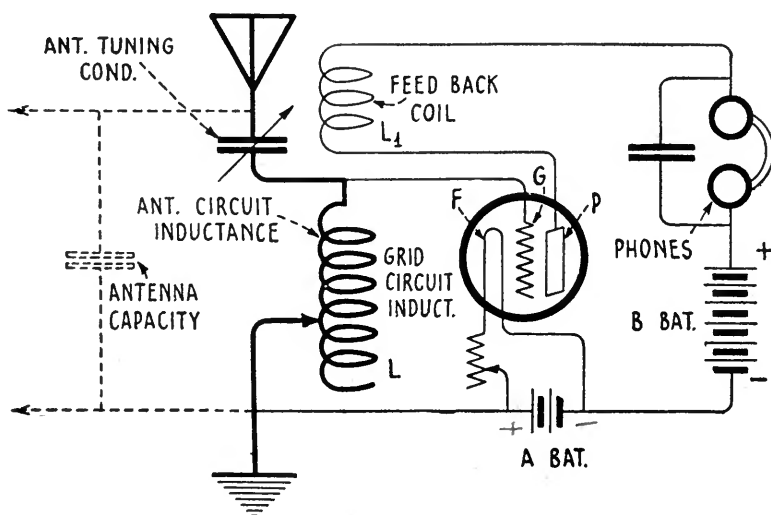 ANT. TUNING
COND.
FEED BACK
COIL
L1
G
F
P
ANT. CIRCUIT
INDUCTANCE
GRID
CIRCUIT
INDUCT.
PHONES
+
ANTENNA
CAPACITY
B BAT.
L
-
+
-
A BAT.